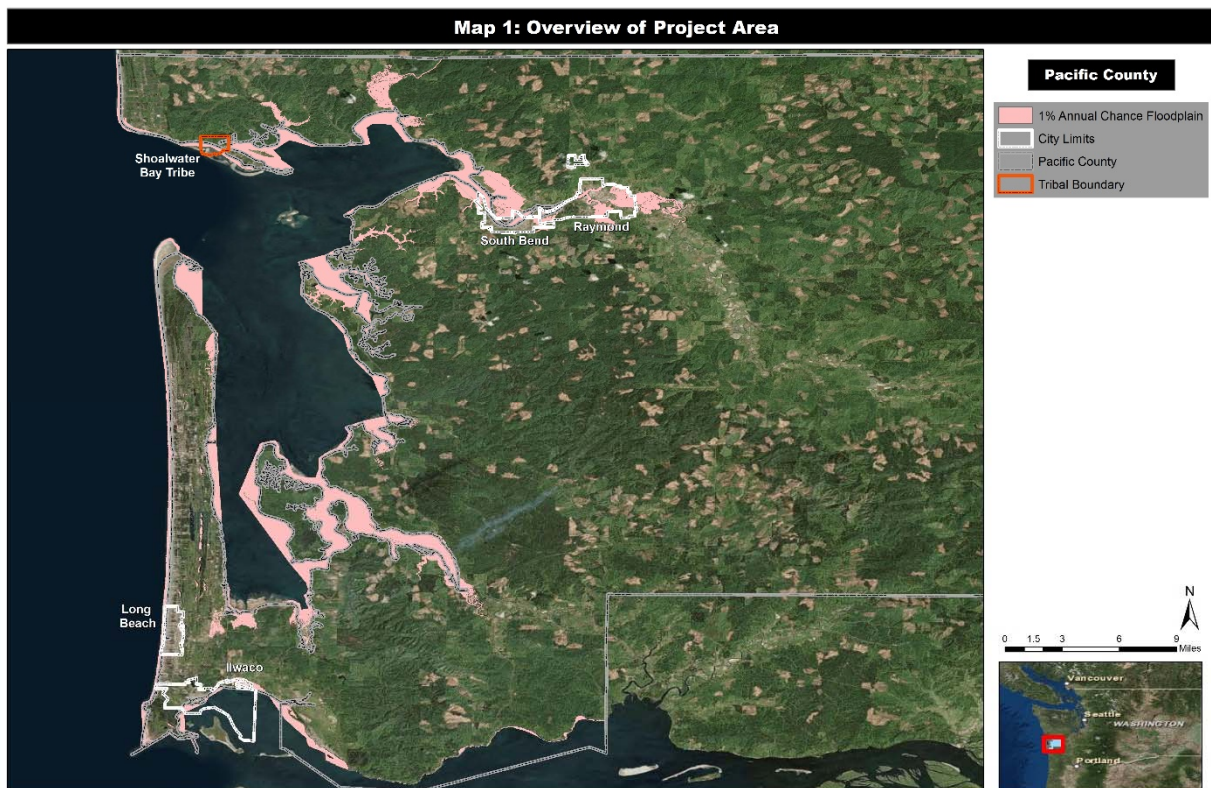 Map 1: Overview of Project Area
Pacific County
1% Annual Chance Floodplain
City Limits
Pacific County
Tribal Boundary
Shoalwater
Bay Tribe
South Bend
Raymond
Long
Beach
Ilwaco
N
0 1.5 3 6 9
Miles
Vancouver
Seattle
WASHINGTON
Portland